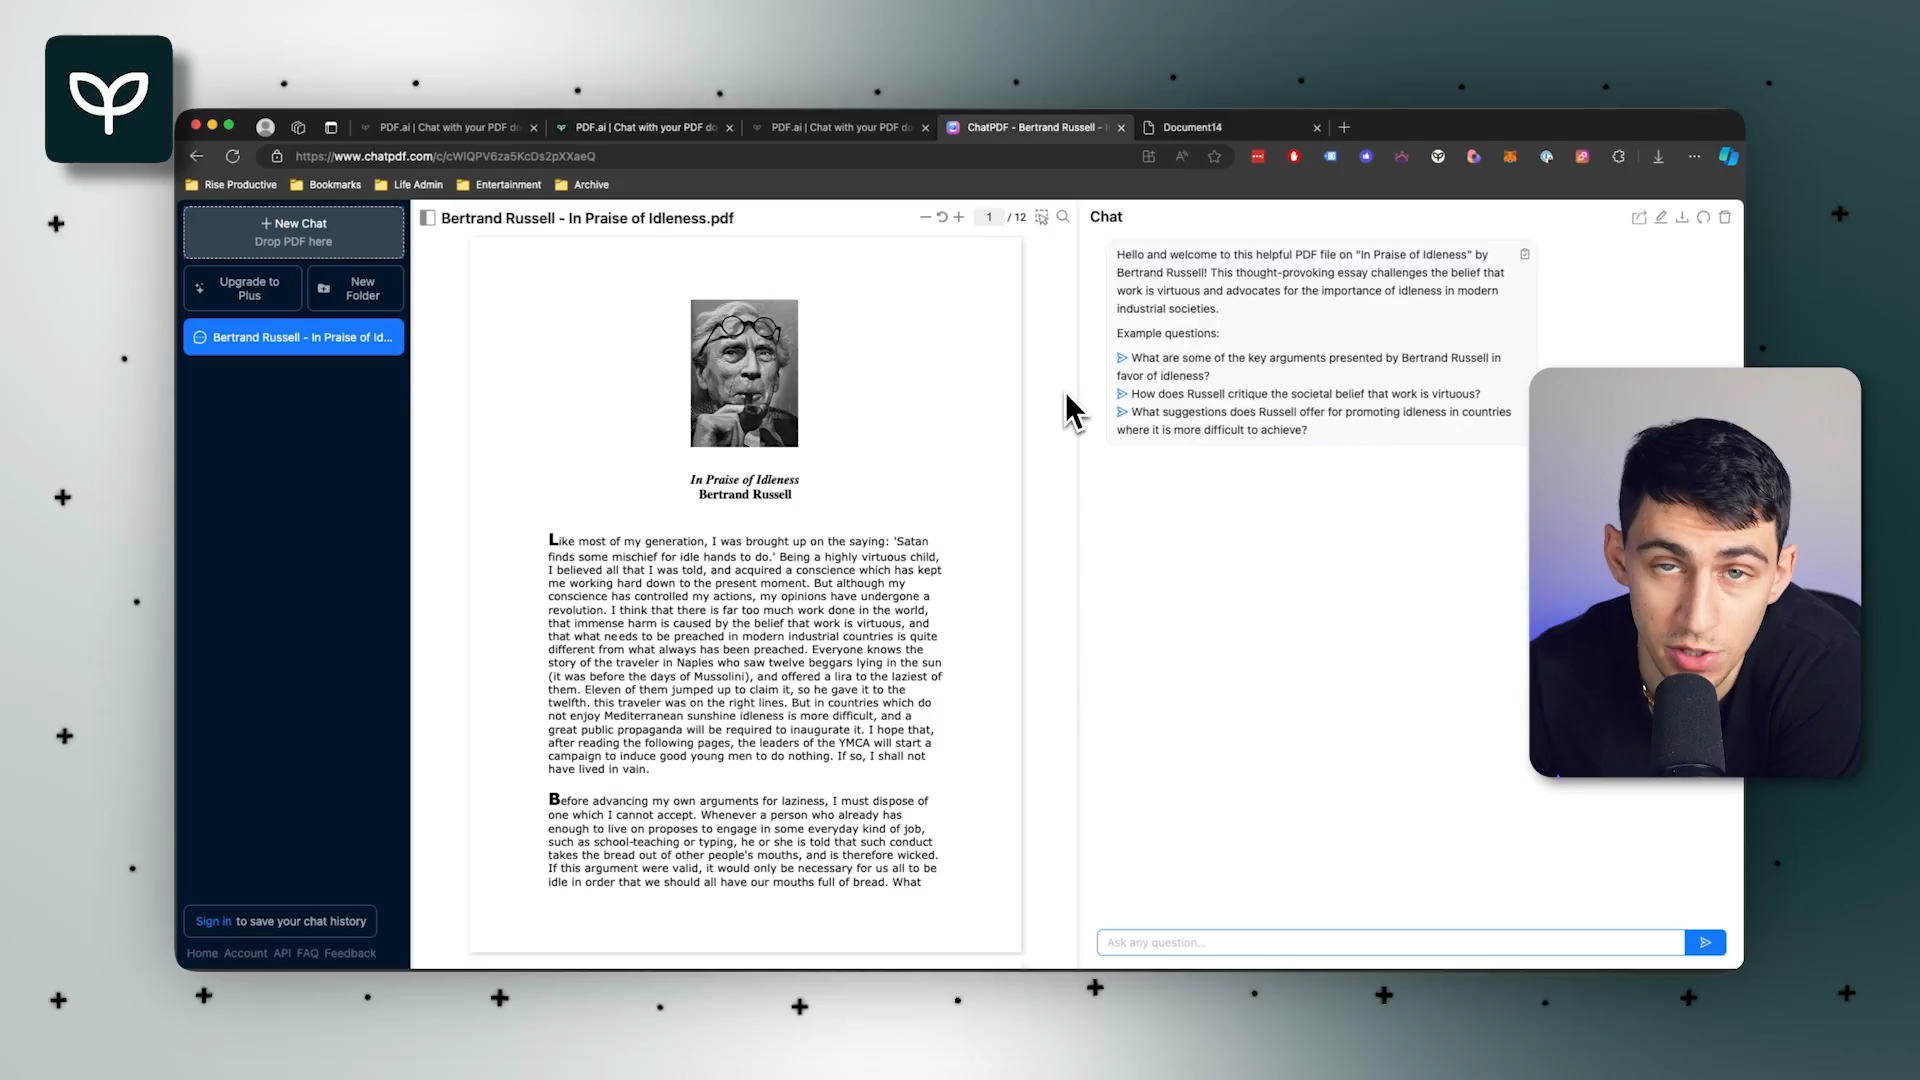 PDF.ai | Chat with your PDF do
PDF.ai | Chat with your PDF do
PDF.ai | Chat with your PDF do
ChatPDF - Bertrand Russell -
Document14
https://www.chatpdf.com/c/cWIQPV6za5KcDs2pXXaeQ
Rise Productive
Bookmarks
Life Admin
Entertainment
Archive
New Chat
Drop PDF here
Upgrade to
Plus
New
Folder
Bertrand Russell - In Praise of Id...
Sign in to save your chat history
Home Account API FAQ Feedback
Bertrand Russell - In Praise of Idleness.pdf
1 / 12
In Praise of Idleness
Bertrand Russell
Like most of my generation, I was brought up on the saying: 'Satan
finds some mischief for idle hands to do.' Being a highly virtuous child,
I believed all that I was told, and acquired a conscience which has kept
me working hard down to the present moment. But although my
conscience has controlled my actions, my opinions have undergone a
revolution. I think that there is far too much work done in the world,
that immense harm is caused by the belief that work is virtuous, and
that what needs to be preached in modern industrial countries is quite
different from what always has been preached. Everyone knows the
story of the traveler in Naples who saw twelve beggars lying in the sun
(it was before the days of Mussolini), and offered a lira to the laziest of
them. Eleven of them jumped up to claim it, so he gave it to the
twelfth. this traveler was on the right lines. But in countries which do
not enjoy Mediterranean sunshine idleness is more difficult, and a
great public propaganda will be required to inaugurate it. I hope that,
after reading the following pages, the leaders of the YMCA will start a
campaign to induce good young men to do nothing. If so, I shall not
have lived in vain.
Before advancing my own arguments for laziness, I must dispose of
one which I cannot accept. Whenever a person who already has
enough to live on proposes to engage in some everyday kind of job,
such as school-teaching or typing, he or she is told that such conduct
takes the bread out of other people's mouths, and is therefore wicked.
If this argument were valid, it would only be necessary for us all to be
idle in order that we should all have our mouths full of bread. What
Chat
Hello and welcome to this helpful PDF file on "In Praise of Idleness" by
Bertrand Russell! This thought-provoking essay challenges the belief that
work is virtuous and advocates for the importance of idleness in modern
industrial societies.
Example questions:
What are some of the key arguments presented by Bertrand Russell in
favor of idleness?
How does Russell critique the societal belief that work is virtuous?
What suggestions does Russell offer for promoting idleness in countries
where it is more difficult to achieve?
Ask any question...